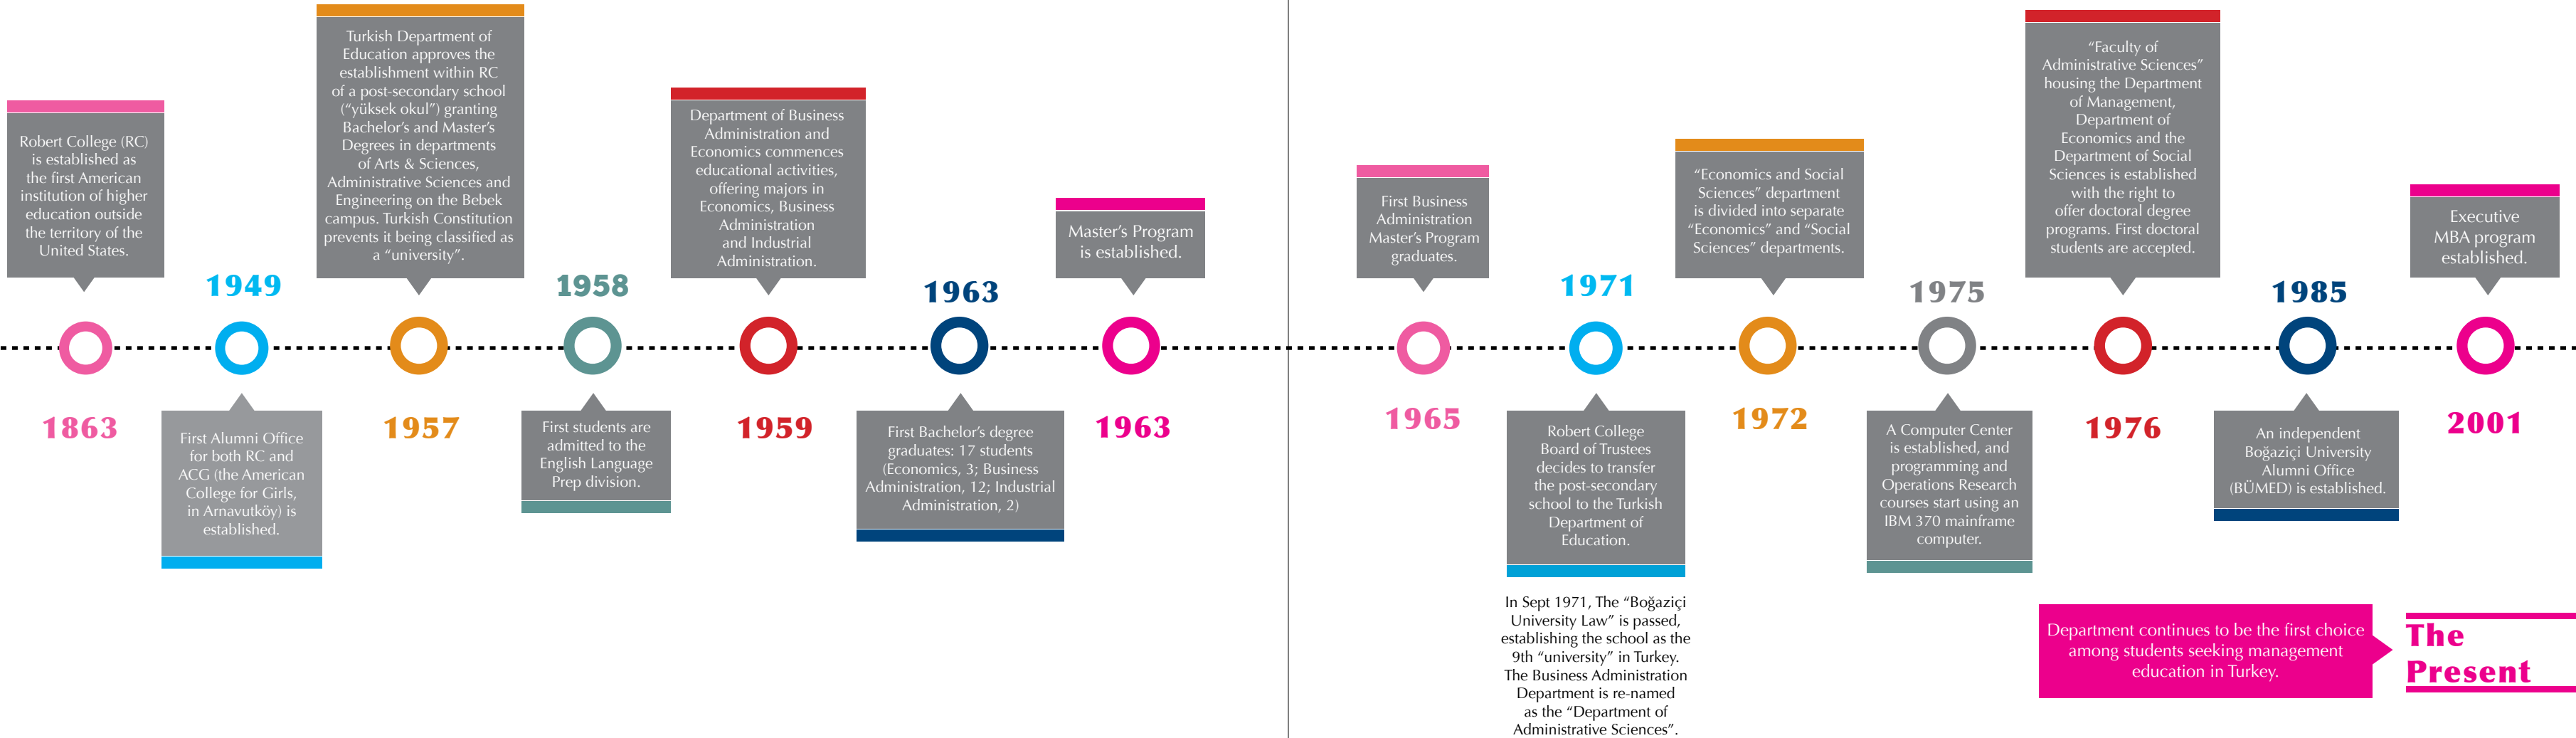 Robert College (RC)
is established as
the first American
institution of higher
education outside
the territory of the
United States.
1863
1949
First Alumni Office
for both RC and
ACG (the American
College for Girls,
in Arnavutköy) is
established.
Turkish Department of
Education approves the
establishment within RC
of a post-secondary school
(“yüksek okul”) granting
Bachelor’s and Master’s
Degrees in departments
of Arts & Sciences,
Administrative Sciences and
Engineering on the Bebek
campus. Turkish Constitution
prevents it being classified as
a “university”.
1957
1958
First students are
admitted to the
English Language
Prep division.
Department of Business
Administration and
Economics commences
educational activities,
offering majors in
Economics, Business
Administration
and Industrial
Administration.
1959
1963
First Bachelor’s degree
graduates: 17 students
(Economics, 3; Business
Administration, 12; Industrial
Administration, 2)
Master’s Program
is established.
1963
First Business
Administration
Master’s Program
graduates.
1965
1971
Robert College
Board of Trustees
decides to transfer
the post-secondary
school to the Turkish
Department of
Education.
In Sept 1971, The “Boğaziçi
University Law” is passed,
establishing the school as the
9th “university” in Turkey.
The Business Administration
Department is re-named
as the “Department of
Administrative Sciences”.
“Economics and Social
Sciences” department
is divided into separate
“Economics” and “Social
Sciences” departments.
1972
1975
A Computer Center
is established, and
programming and
Operations Research
courses start using an
IBM 370 mainframe
computer.
“Faculty of
Administrative Sciences”
housing the Department
of Management,
Department of
Economics and the
Department of Social
Sciences is established
with the right to
offer doctoral degree
programs. First doctoral
students are accepted.
1976
1985
An independent
Boğaziçi University
Alumni Office
(BÜMED) is established.
Executive
MBA program
established.
2001
Department continues to be the first choice
among students seeking management
education in Turkey.
The
Present